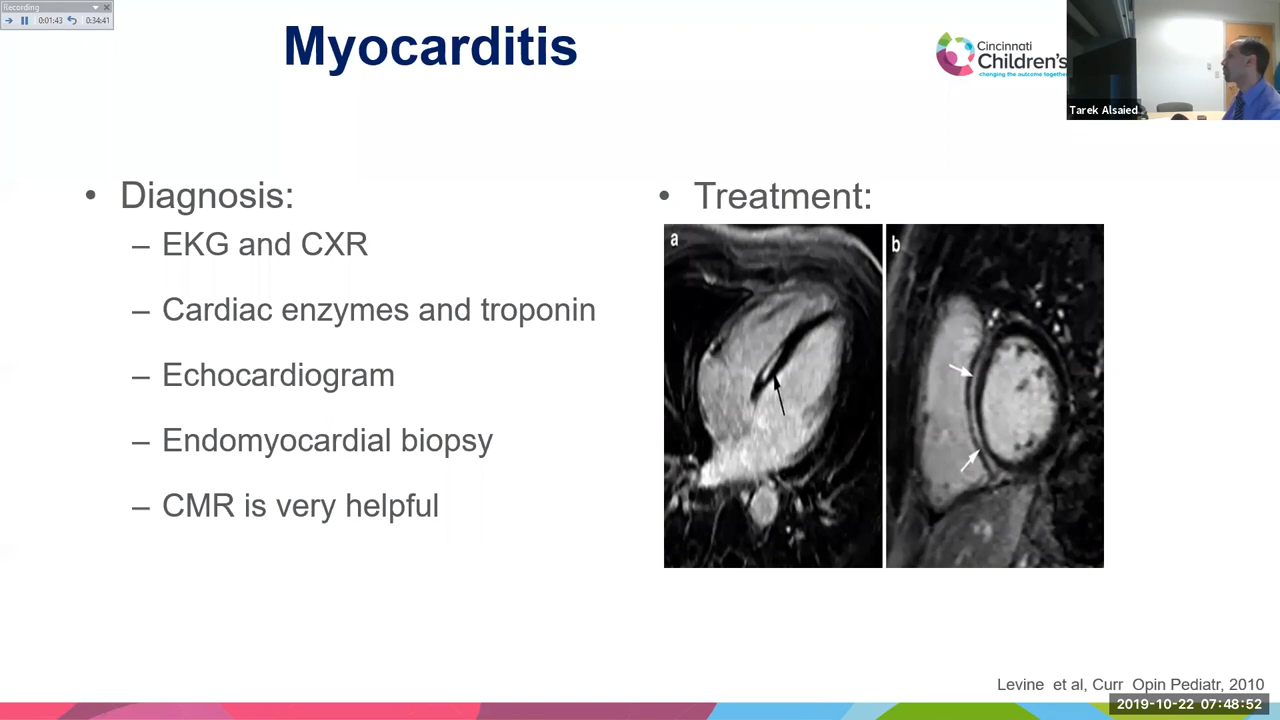 Recording
0:01:43
0:34:41
Myocarditis
Cincinnati
Children's
changing the outcome together
Tarek Alsaied
• Diagnosis:
– EKG and CXR
– Cardiac enzymes and troponin
– Echocardiogram
– Endomyocardial biopsy
– CMR is very helpful
• Treatment:
a
b
Levine et al, Curr Opin Pediatr, 2010
2019-10-22 07:48:52